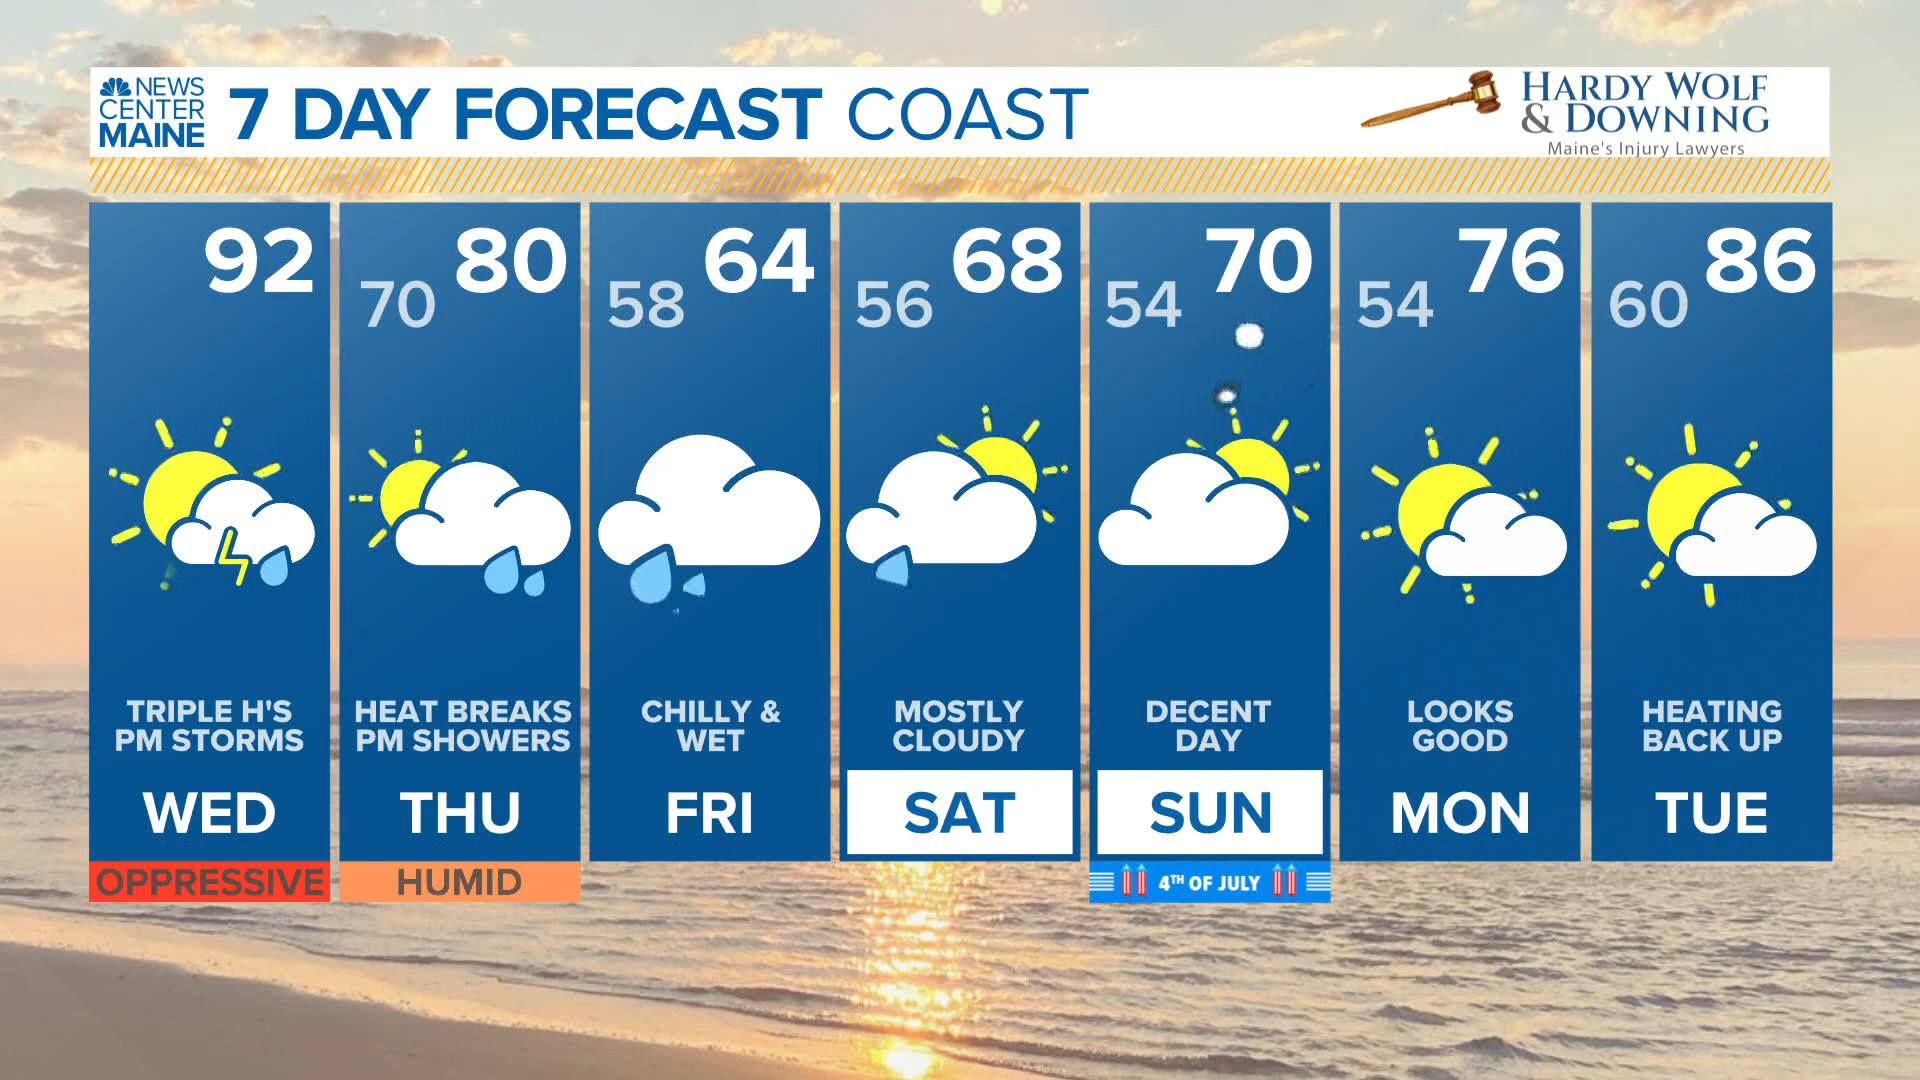 NEWS
CENTER
MAINE
7 DAY FORECAST COAST
HARDY WOLF
& DOWNING
Maine's Injury Lawyers
92
70 80
58 64
56 68
54 70
54 76
60 86
TRIPLE H'S
PM STORMS
HEAT BREAKS
PM SHOWERS
CHILLY &
WET
MOSTLY
CLOUDY
DECENT
DAY
LOOKS
GOOD
HEATING
BACK UP
WED
THU
FRI
SAT
SUN
MON
TUE
OPPRESSIVE
HUMID
4TH OF JULY